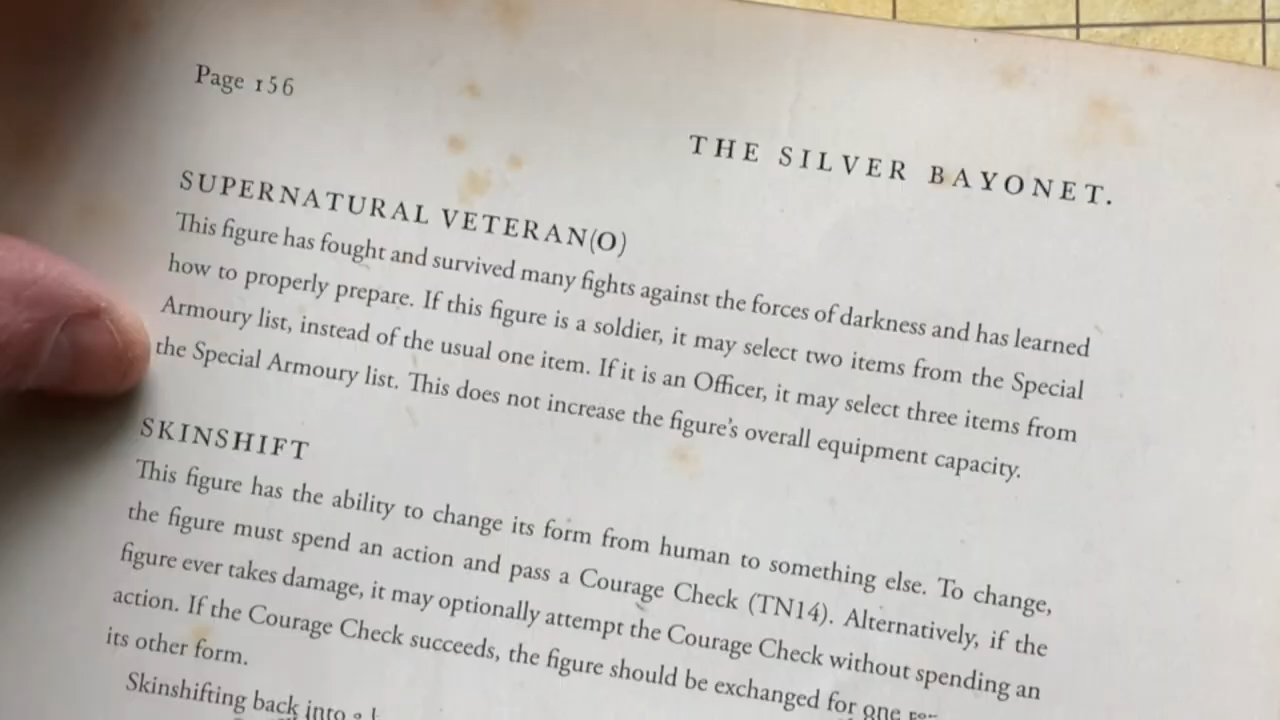 Page 156
THE SILVER BAYONET.
SUPERNATURAL VETERAN(O)
This figure has fought and survived many fights against the forces of darkness and has learned
how to properly prepare. If this figure is a soldier, it may select two items from the Special
Armoury list, instead of the usual one item. If it is an Officer, it may select three items from
the Special Armoury list. This does not increase the figure's overall equipment capacity.
SKINSHIFT
This figure has the ability to change its form from human to something else. To change,
the figure must spend an action and pass a Courage Check (TN14). Alternatively, if the
figure ever takes damage, it may optionally attempt the Courage Check without spending an
action. If the Courage Check succeeds, the figure should be exchanged for one
its other form.
Skinshifting back into a